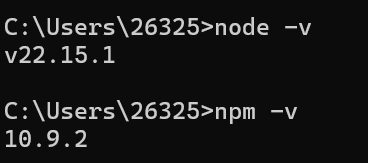 C:\Users\26325>node -v
v22.15.1
C:\Users\26325>npm -v
10.9.2